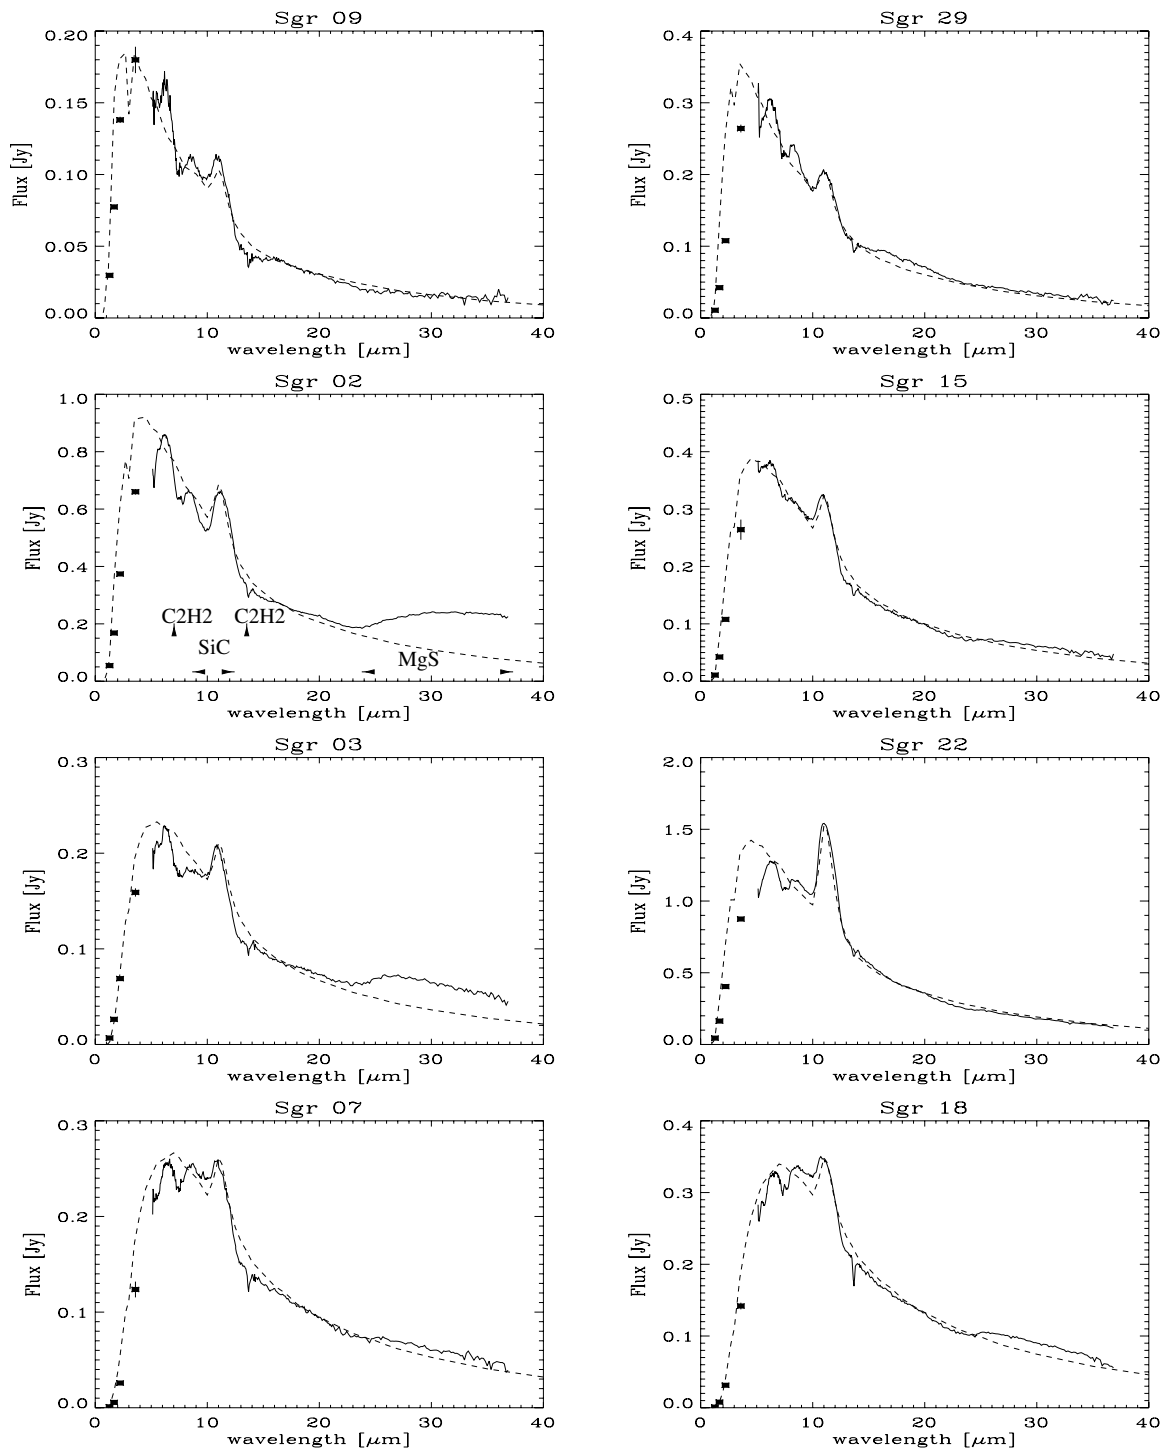 Sgr 09
0.20
0.15
0.10
0.05
0.00
Flux [Jy]
0 10 20 30 40
wavelength [μm]
Sgr 29
0.4
0.3
0.2
0.1
0.0
Flux [Jy]
0 10 20 30 40
wavelength [μm]
Sgr 02
1.0
0.8
0.6
0.4
0.2
0.0
Flux [Jy]
C2H2 C2H2
SiC
MgS
0 10 20 30 40
wavelength [μm]
Sgr 15
0.5
0.4
0.3
0.2
0.1
0.0
Flux [Jy]
0 10 20 30 40
wavelength [μm]
Sgr 03
0.3
0.2
0.1
0.0
Flux [Jy]
0 10 20 30 40
wavelength [μm]
Sgr 22
2.0
1.5
1.0
0.5
0.0
Flux [Jy]
0 10 20 30 40
wavelength [μm]
Sgr 07
0.3
0.2
0.1
0.0
Flux [Jy]
0 10 20 30 40
wavelength [μm]
Sgr 18
0.4
0.3
0.2
0.1
0.0
Flux [Jy]
0 10 20 30 40
wavelength [μm]